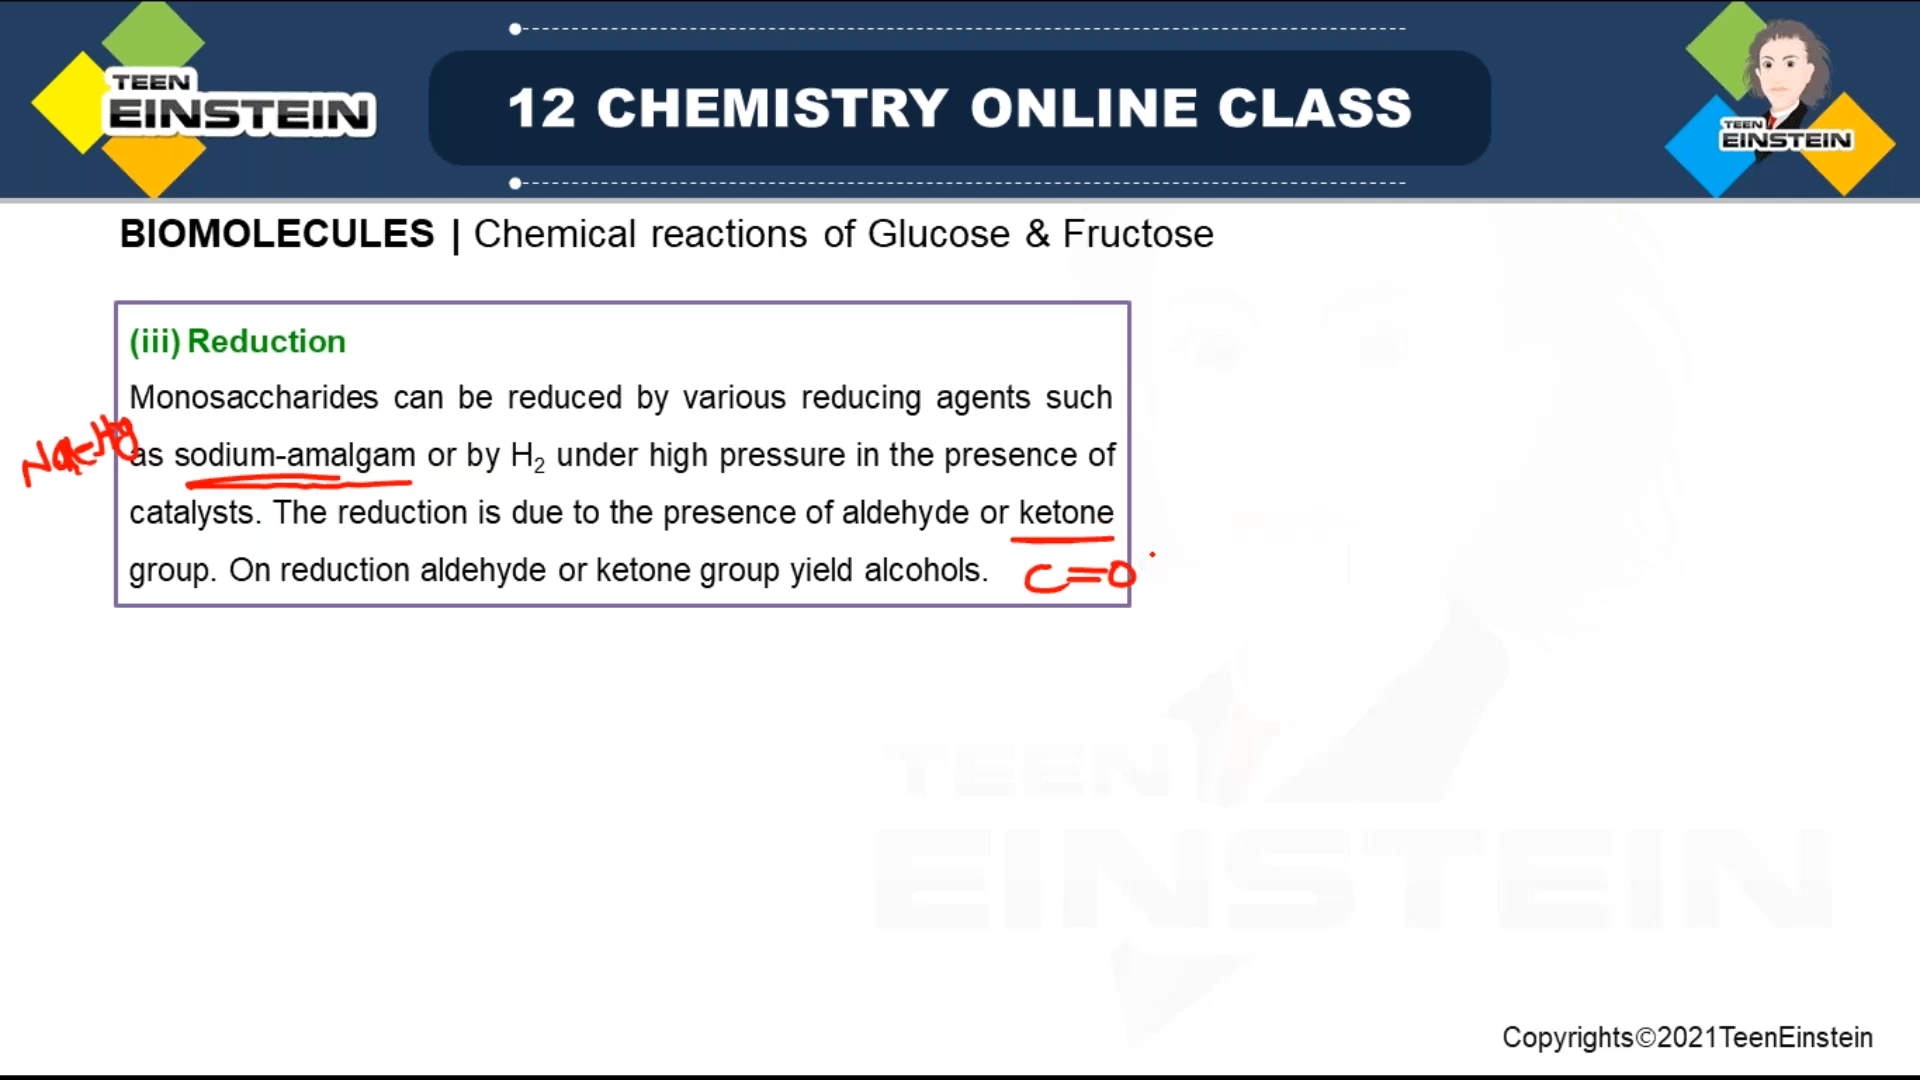 TEEN
EINSTEIN
12 CHEMISTRY ONLINE CLASS
TEEN
EINSTEIN
BIOMOLECULES | Chemical reactions of Glucose & Fructose
(iii) Reduction
Monosaccharides can be reduced by various reducing agents such
Na-Hg
as sodium-amalgam or by H₂ under high pressure in the presence of
catalysts. The reduction is due to the presence of aldehyde or ketone
group. On reduction aldehyde or ketone group yield alcohols.
C=O
TEEN
EINSTEIN
Copyrights©2021TeenEinstein